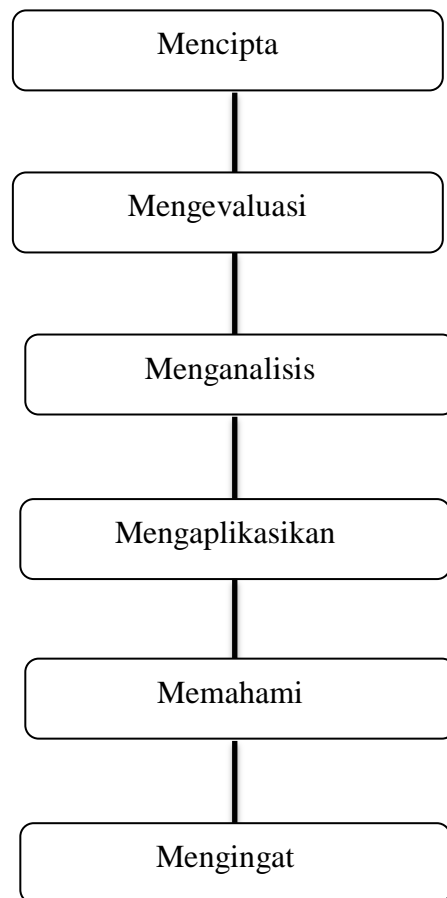 Mencipta
Mengevaluasi
Menganalisis
Mengaplikasikan
Memahami
Mengingat